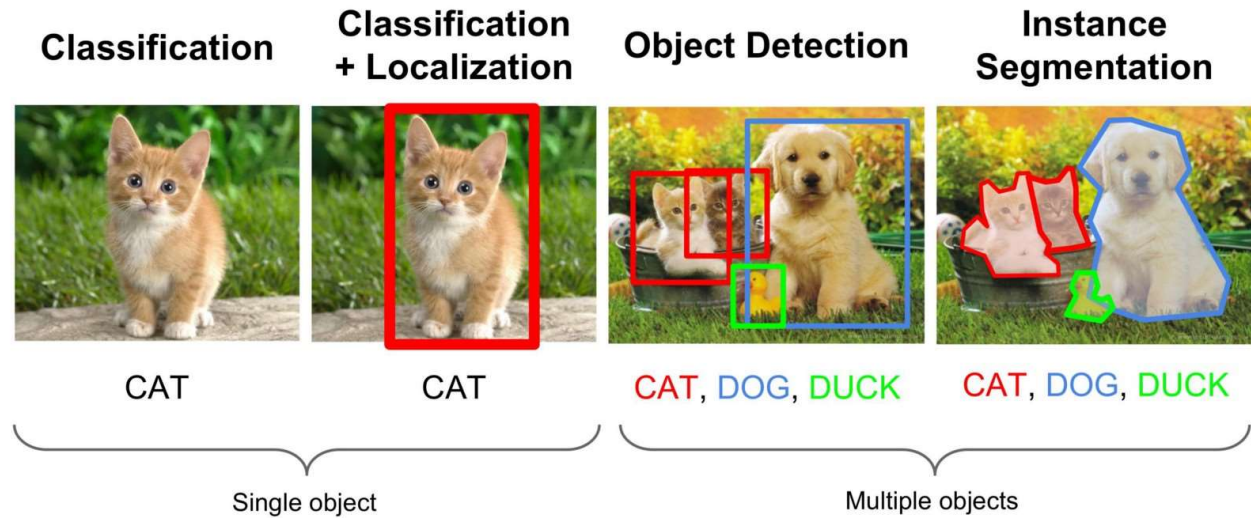 Classification
Classification
+ Localization
Object Detection
Instance
Segmentation
CAT
CAT
CAT, DOG, DUCK
CAT, DOG, DUCK
Single object
Multiple objects